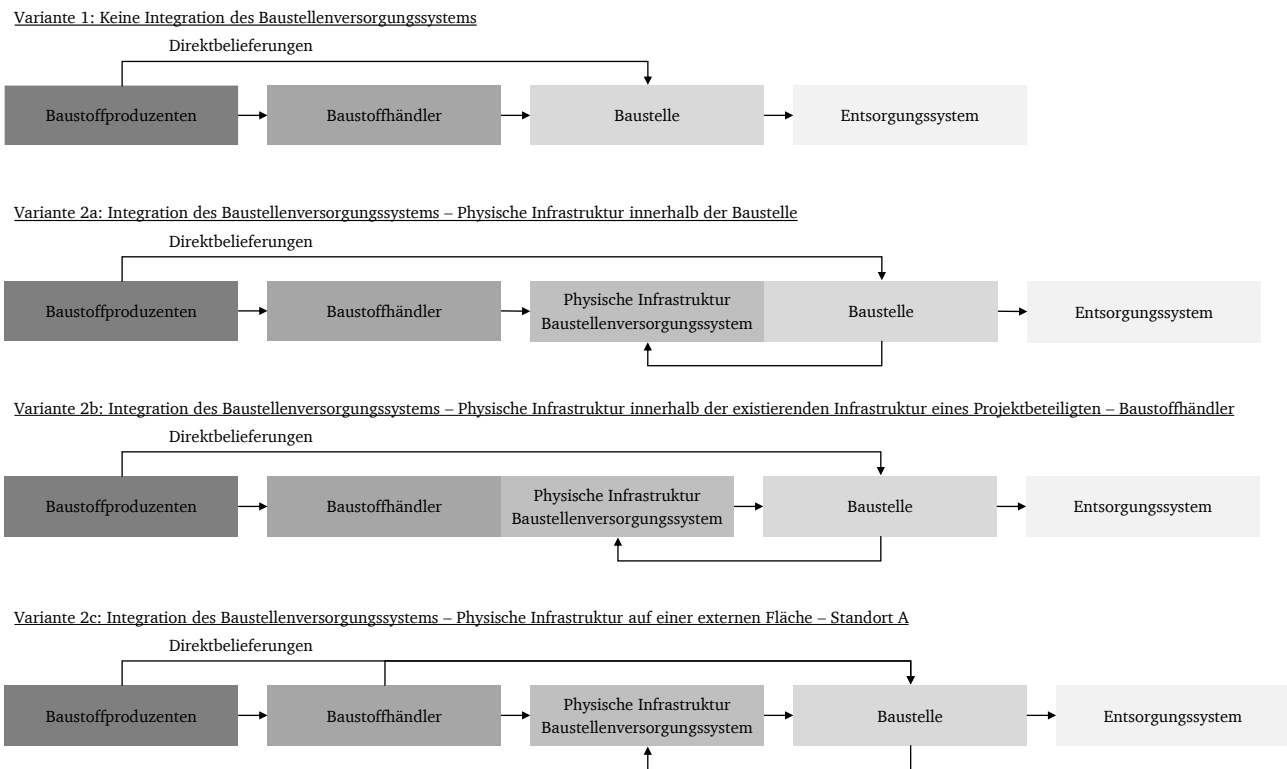 Variante 1: Keine Integration des Baustellenversorgungssystems
Direktbelieferungen
Baustoffproduzenten
Baustoffhändler
Baustelle
Entsorgungssystem
Variante 2a: Integration des Baustellenversorgungssystems – Physische Infrastruktur innerhalb der Baustelle
Direktbelieferungen
Baustoffproduzenten
Baustoffhändler
Physische Infrastruktur
Baustellenversorgungssystem
Baustelle
Entsorgungssystem
Variante 2b: Integration des Baustellenversorgungssystems – Physische Infrastruktur innerhalb der existierenden Infrastruktur eines Projektbeteiligten – Baustoffhändler
Direktbelieferungen
Baustoffproduzenten
Baustoffhändler
Physische Infrastruktur
Baustellenversorgungssystem
Baustelle
Entsorgungssystem
Variante 2c: Integration des Baustellenversorgungssystems – Physische Infrastruktur auf einer externen Fläche – Standort A
Direktbelieferungen
Baustoffproduzenten
Baustoffhändler
Physische Infrastruktur
Baustellenversorgungssystem
Baustelle
Entsorgungssystem